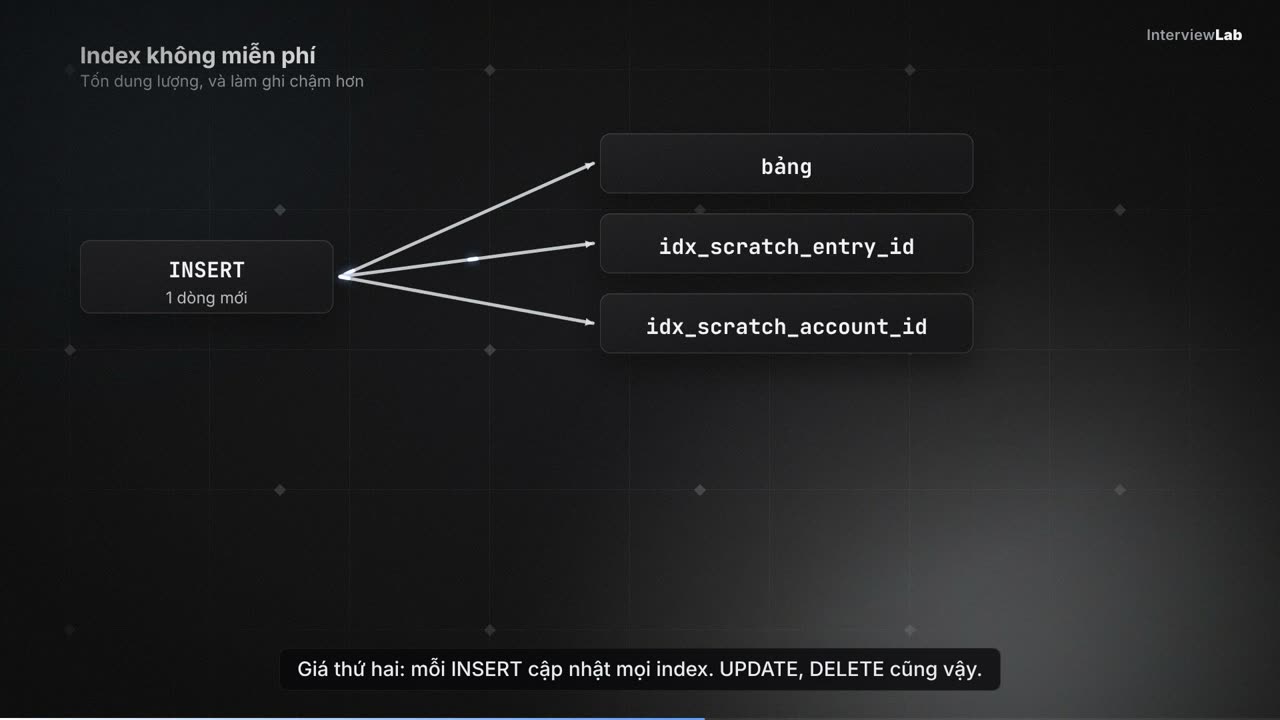 Index không miễn phí
Tốn dung lượng, và làm ghi chậm hơn
InterviewLab
bảng
idx_scratch_entry_id
INSERT
1 dòng mới
idx_scratch_account_id
Giá thứ hai: mỗi INSERT cập nhật mọi index. UPDATE, DELETE cũng vậy.